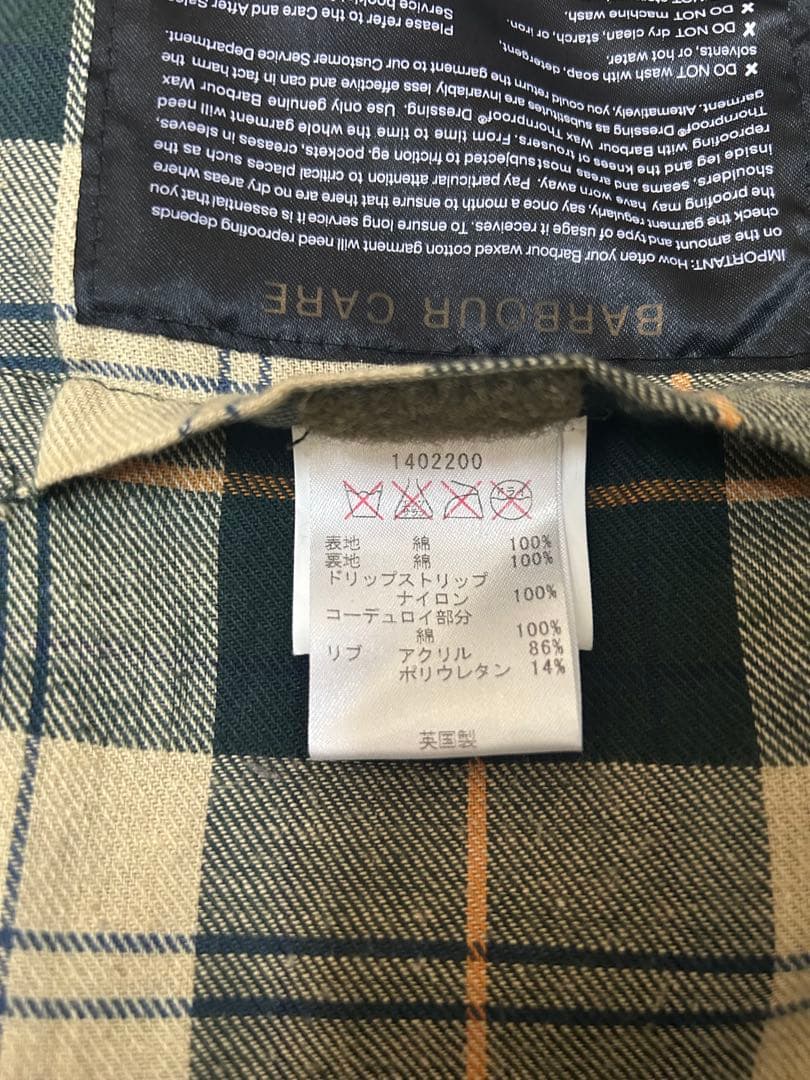 BARBOUR CARE
IMPORTANT: How often your Barbour waxed cotton garment will need reproofing depends
on the amount and type of usage it receives. To ensure long service it is essential that you
check the garment regularly, say once a month to ensure that there are no dry areas where
the proofing may have worn away. Pay particular attention to critical places such as the
shoulders, seams and areas most subjected to friction eg. pockets, creases in sleeves,
inside leg and the knees of trousers. From time to time the whole garment will need
reproofing with Barbour Wax Thornproof® Dressing. Use only genuine Barbour Wax
Thornproof® Dressing as substitutes are invariably less effective and can in fact harm the
garment. Alternatively, you could return the garment to our Customer Service Department.
✘ DO NOT wash with soap, detergent,
solvents, or hot water.
✘ DO NOT dry clean, starch, or iron.
✘ DO NOT machine wash.
Please refer to the Care and After Sales
Service
1402200
ドライ
表地 綿 100%
裏地 綿 100%
ドリップストリップ
ナイロン 100%
コーデュロイ部分
綿 100%
リブ アクリル 86%
ポリウレタン 14%
英国製